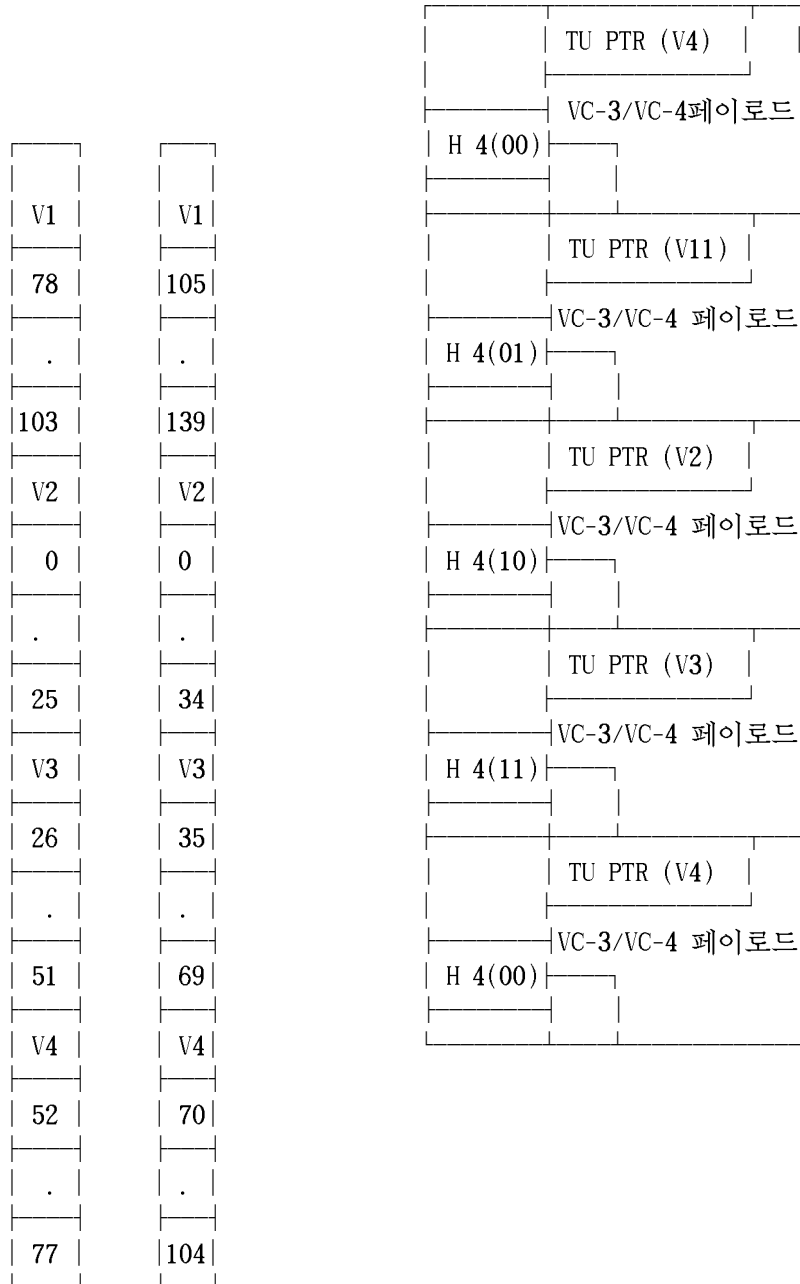 V1
78
.
103
V2
0
.
25
V3
26
.
51
V4
52
.
77
V1
105
.
139
V2
0
.
34
V3
35
.
69
V4
70
.
104
TU PTR (V4)
VC-3/VC-4페이로드
H 4(00)
TU PTR (V11)
VC-3/VC-4 페이로드
H 4(01)
TU PTR (V2)
VC-3/VC-4 페이로드
H 4(10)
TU PTR (V3)
VC-3/VC-4 페이로드
H 4(11)
TU PTR (V4)
VC-3/VC-4 페이로드
H 4(00)